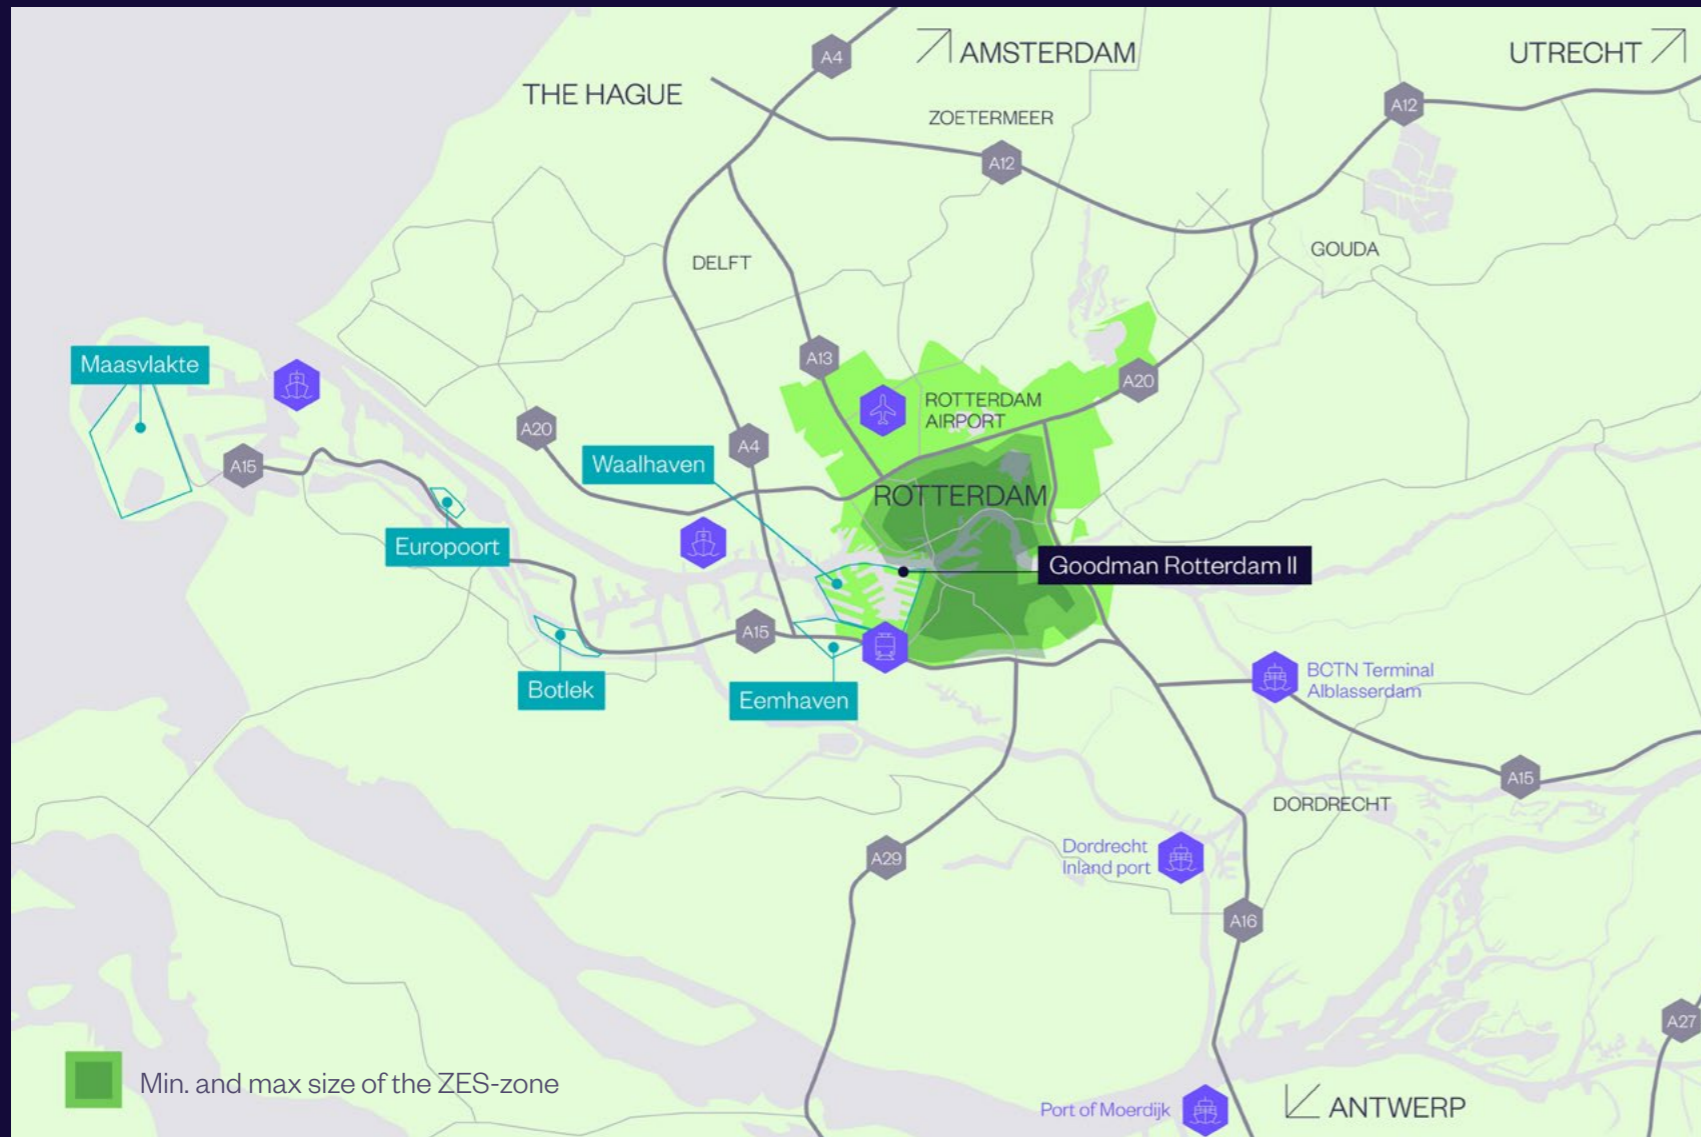 A4
AMSTERDAM
UTRECHT
THE HAGUE
A12
ZOETERMEER
A12
GOUDA
DELFT
Maasvlakte
A13
A20
ROTTERDAM
AIRPORT
A20
A4
A15
Waalhaven
ROTTERDAM
Europoort
Goodman Rotterdam II
A15
Botlek
Eemhaven
BCTN Terminal
Alblasserdam
A15
DORDRECHT
A29
Dordrecht
Inland port
A16
A27
Min. and max size of the ZES-zone
Port of Moerdijk
ANTWERP